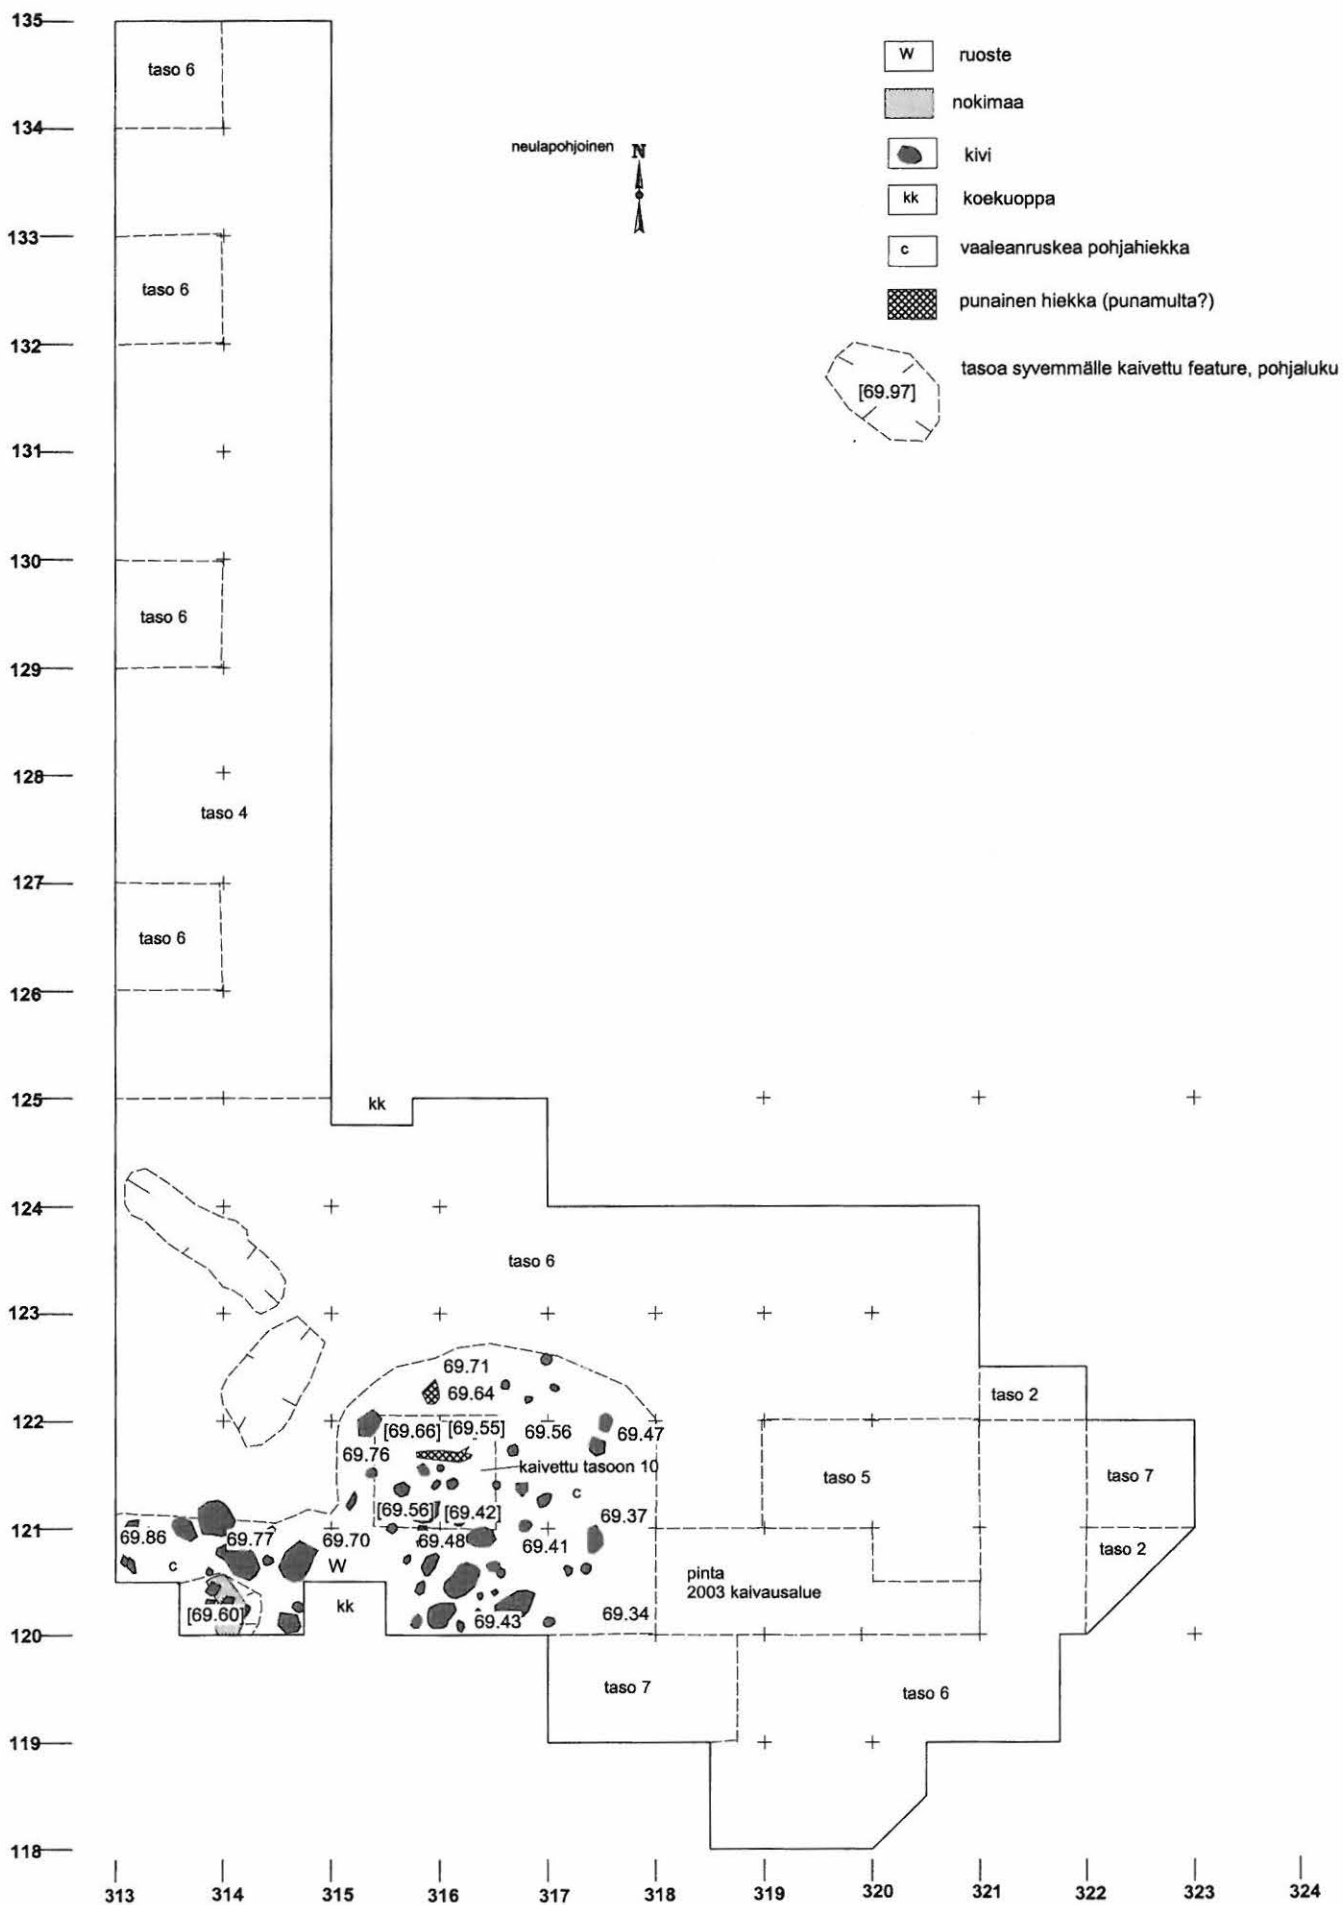 135
taso 6
W ruoste
nokimaa
134
neulapohjoinen N
kivi
kk koekuoppa
133
c vaaleanruskea pohjahiekka
taso 6
punainen hiekka (punamulta?)
132
tasoa syvemmälle kaivettu feature, pohjaluku
[69.97]
131
130
taso 6
129
128
taso 4
127
taso 6
126
125
kk
124
taso 6
123
69.71
69.64
taso 2
122
[69.66] [69.55] 69.56 69.47
69.76
kaivettu tasoon 10
taso 5
taso 7
c
[69.56] [69.42] 69.37
121
69.86 69.77 69.70 69.48 69.41
taso 2
c W
pinta
2003 kaivausalue
[69.60] kk 69.43 69.34
120
taso 7
taso 6
119
118
313 314 315 316 317 318 319 320 321 322 323 324